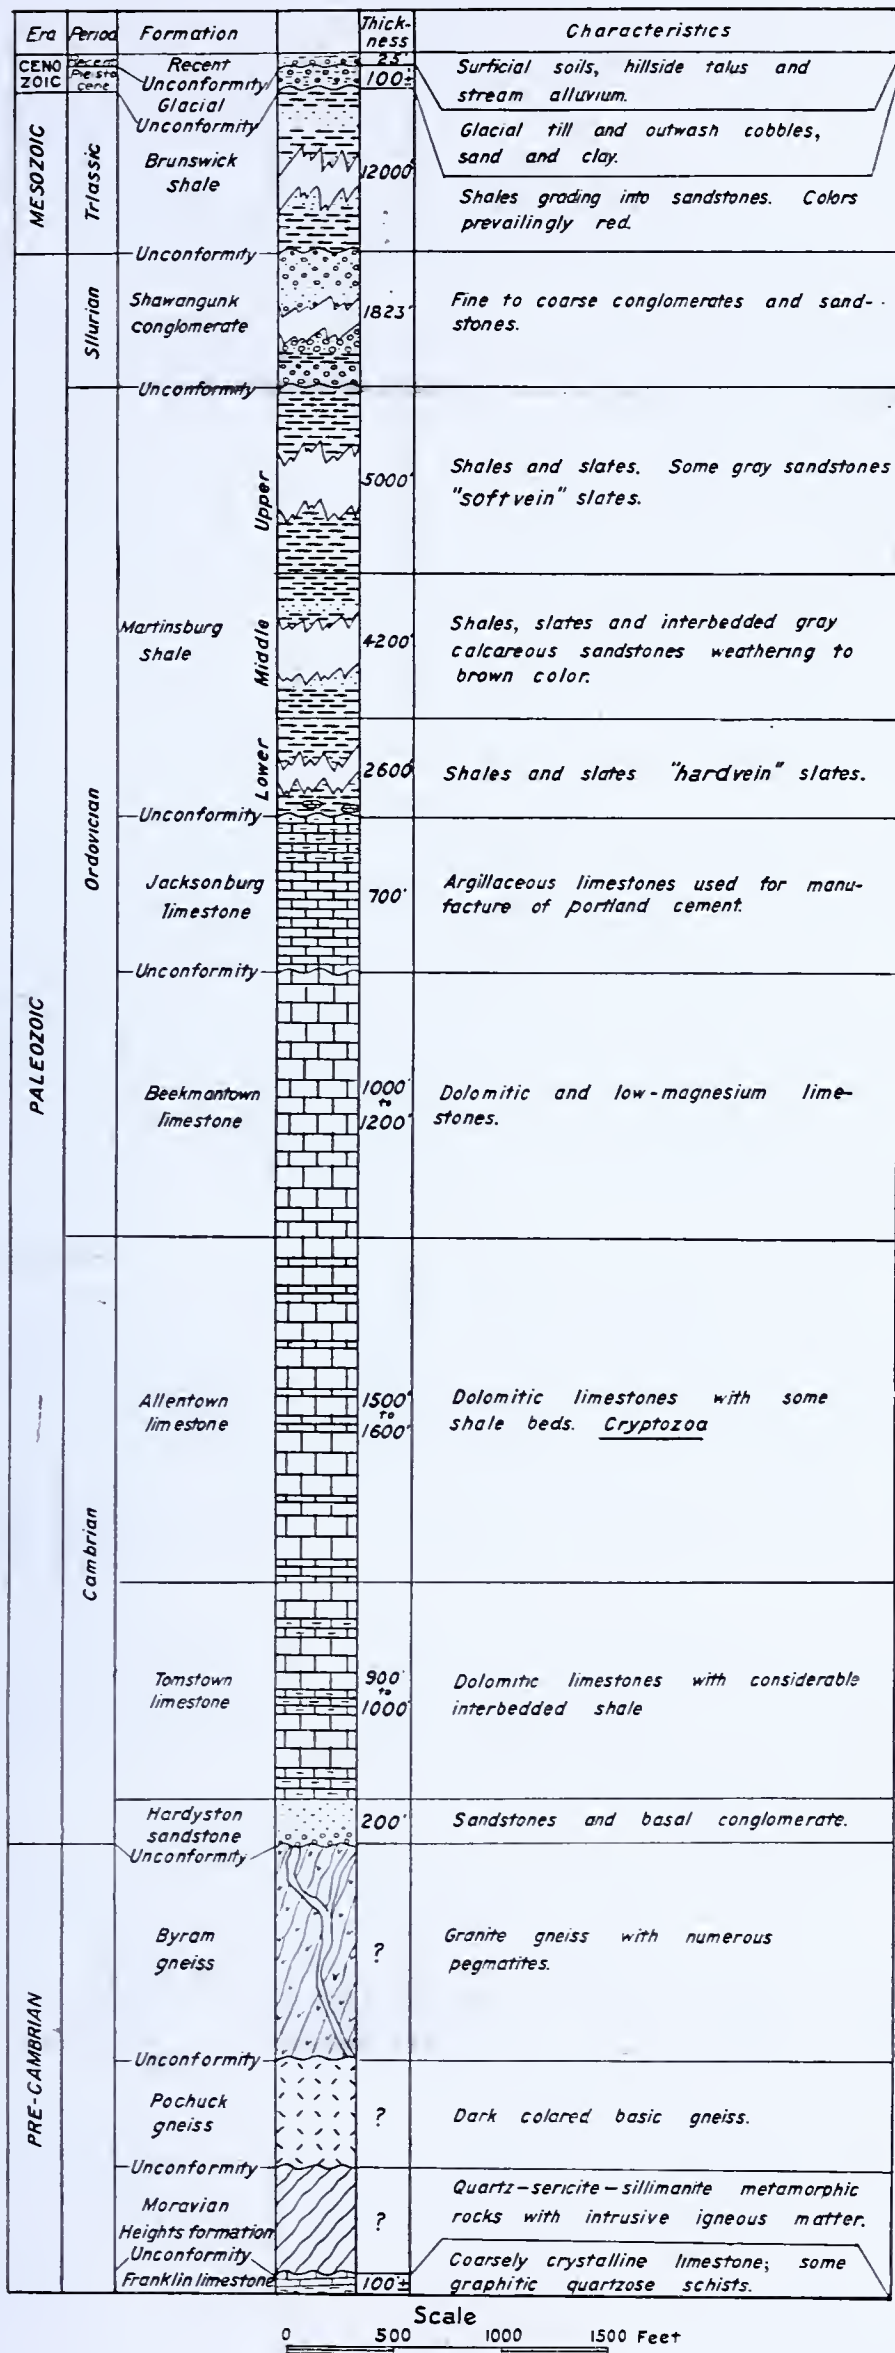 Era Period Formation Thick-
ness Characteristics
CENO
ZOIC
Recent
Pleisto
cene
Recent
25'
Surficial soils, hillside talus and
stream alluvium.
Unconformity
Glacial
100±
Glacial till and outwash cobbles,
sand and clay.
Unconformity
MESOZOIC
Triassic
Brunswick
shale
12000'
Shales grading into sandstones. Colors
prevailingly red.
Unconformity
PALEOZOIC
Silurian
Shawangunk
conglomerate
1823'
Fine to coarse conglomerates and sand-
stones.
Unconformity
Ordovician
Martinsburg
shale
Upper
5000'
Shales and slates. Some gray sandstones
"soft vein" slates.
Middle
4200'
Shales, slates and interbedded gray
calcareous sandstones weathering to
brown color.
Lower
2600'
Shales and slates "hard vein" slates.
Unconformity
Jacksonburg
limestone
700'
Argillaceous limestones used for manu-
facture of portland cement.
Unconformity
Beekmantown
limestone
1000'
to
1200'
Dolomitic and low-magnesium lime-
stones.
Cambrian
Allentown
limestone
1500'
to
1600'
Dolomitic limestones with some
shale beds. Cryptozoa
Tomstown
limestone
900'
to
1000'
Dolomitic limestones with considerable
interbedded shale
Hardyston
sandstone
200'
Sandstones and basal conglomerate.
Unconformity
PRE-CAMBRIAN
Byram
gneiss
?
Granite gneiss with numerous
pegmatites.
Unconformity
Pochuck
gneiss
?
Dark colored basic gneiss.
Unconformity
Moravian
Heights formation
?
Quartz-sericite-sillimanite metamorphic
rocks with intrusive igneous matter.
Unconformity
Franklin limestone
100'±
Coarsely crystalline limestone; some
graphitic quartzose schists.
Scale
0 500 1000 1500 Feet